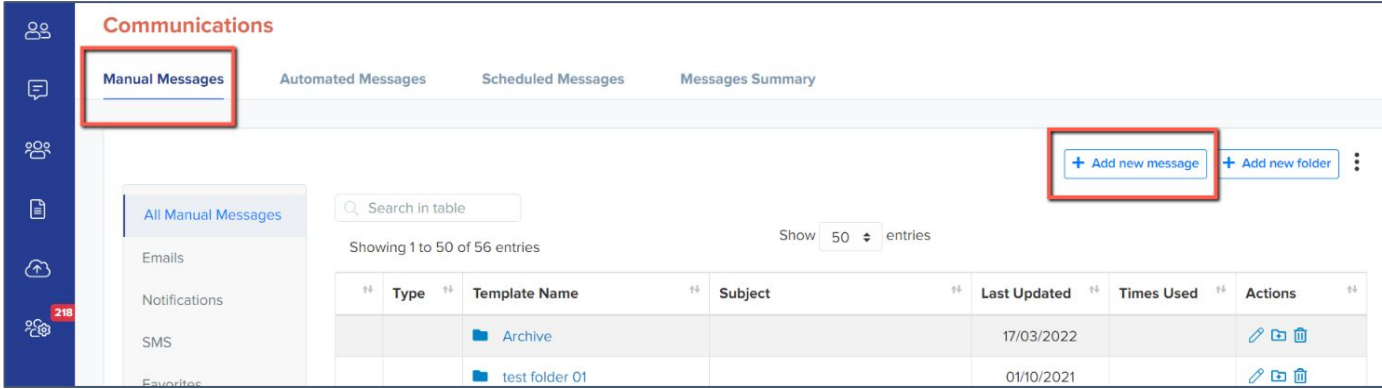 Communications
Manual Messages Automated Messages Scheduled Messages Messages Summary
+ Add new message + Add new folder
All Manual Messages
Search in table
Showing 1 to 50 of 56 entries
Show 50 entries
Emails
Notifications
218
SMS
Favorites
Type Template Name Subject Last Updated Times Used Actions
Archive 17/03/2022
test folder 01 01/10/2021